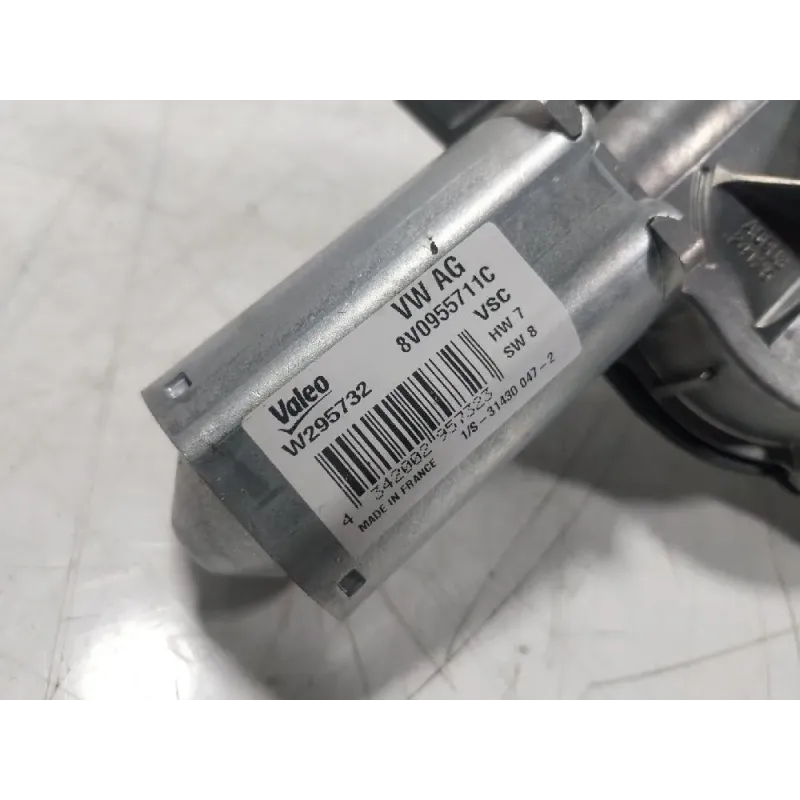 VW AG
8V0955711C
VSC
HW 7
SW 8
Valeo
W295732
4 342002 957323
MADE IN FRANCE
1/S - 31430 047 - 2